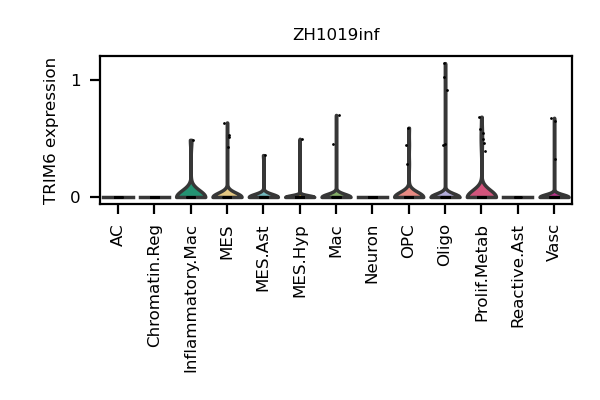 ZH1019inf
TRIM6 expression
1
0
AC
Chromatin.Reg
Inflammatory.Mac
MES
MES.Ast
MES.Hyp
Mac
Neuron
OPC
Oligo
Prolif.Metab
Reactive.Ast
Vasc